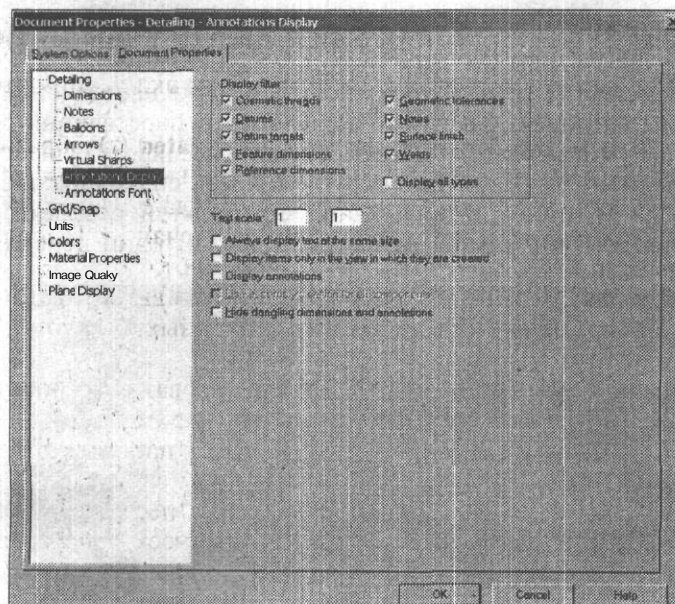 Document Properties - Detailing - Annotations Display
System Options
Document Properties
Detailing
Dimensions
Notes
Balloons
Arrows
Virtual Sharps
Annotations Display
Annotations Font
Grid/Snap
Units
Colors
Material Properties
Image Quaky
Plane Display
Display filter
Cosmetic threads
Datums
Datum targets
Feature dimensions
Reference dimensions
Geometric tolerances
Notes
Surface finish
Welds
Display all types
Text scale: 1 : 1
Always display text at the same size
Display items only in the view in which they are created
Display annotations
Hide dangling dimensions and annotations
OK
Cancel
Help